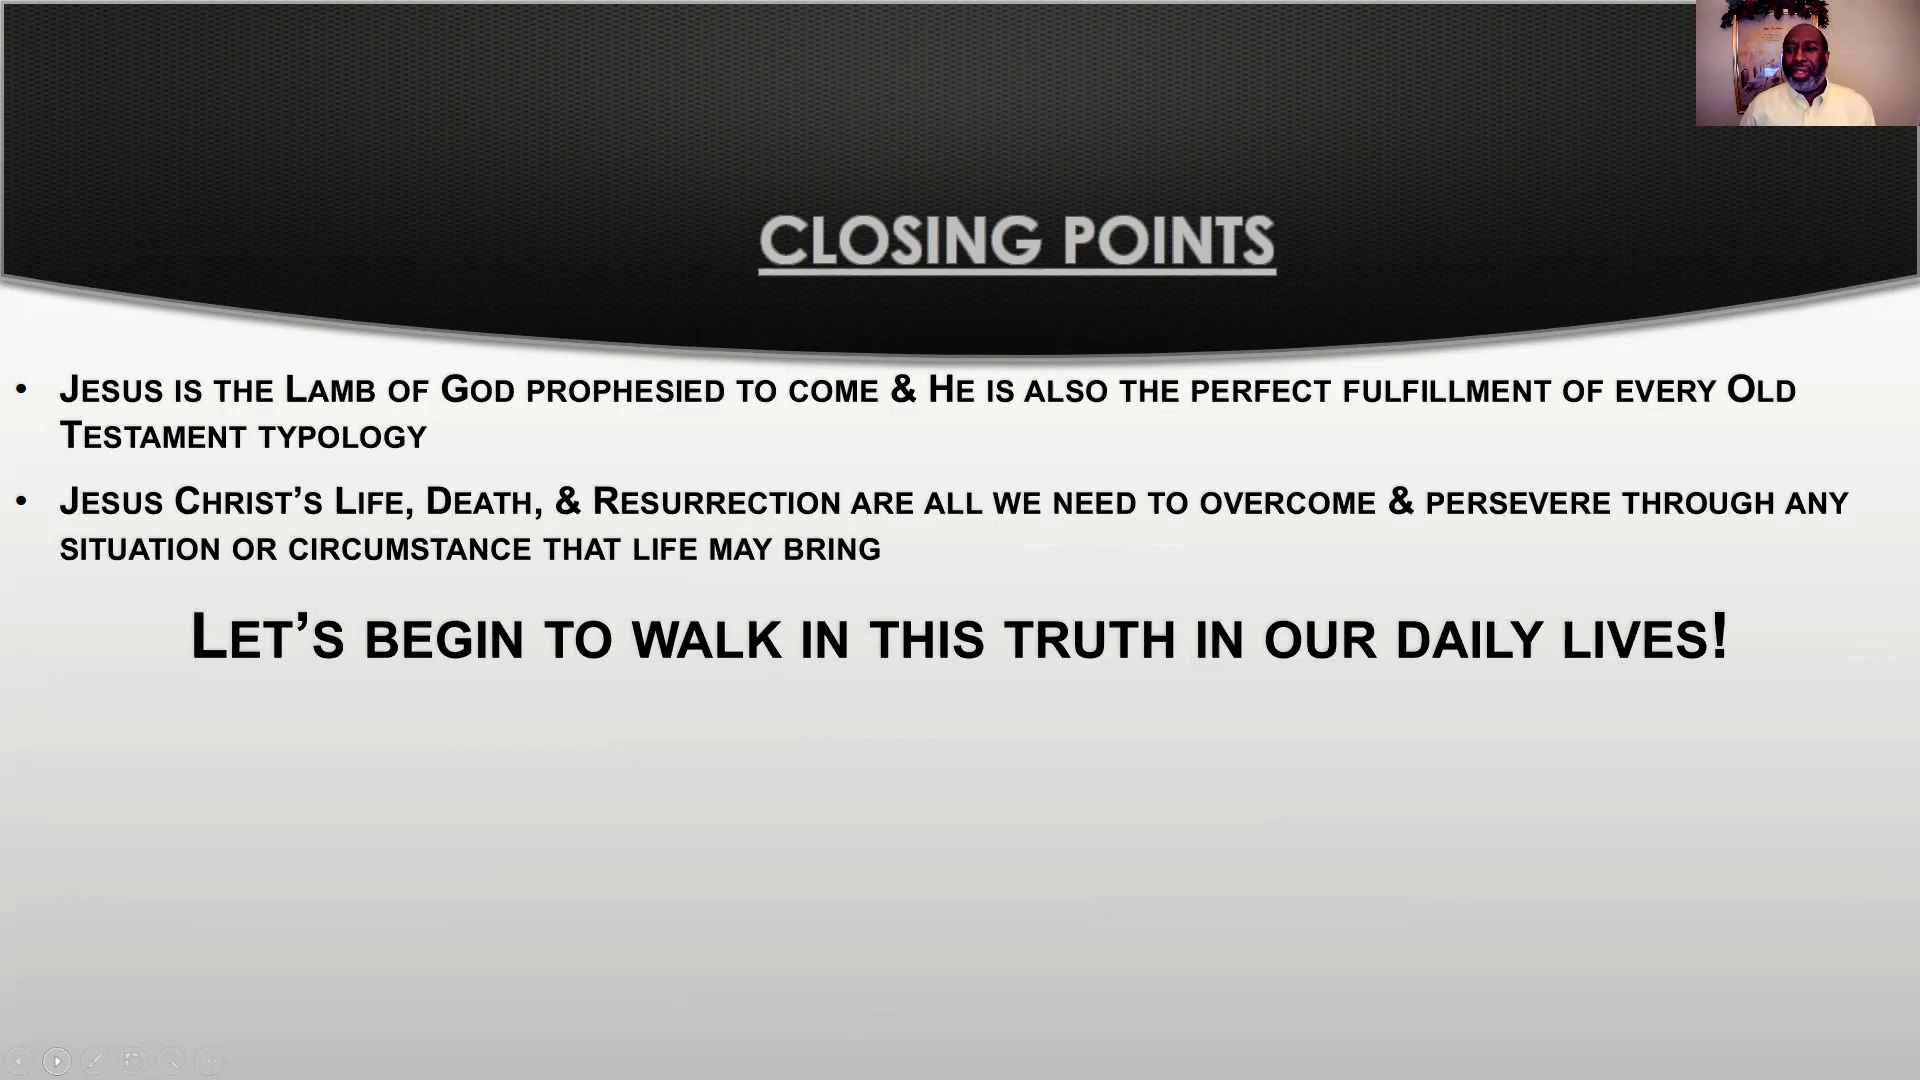 CLOSING POINTS
• Jesus is the Lamb of God prophesied to come & He is also the perfect fulfillment of every Old
Testament typology
• Jesus Christ’s Life, Death, & Resurrection are all we need to overcome & persevere through any
situation or circumstance that life may bring
Let’s begin to walk in this truth in our daily lives!